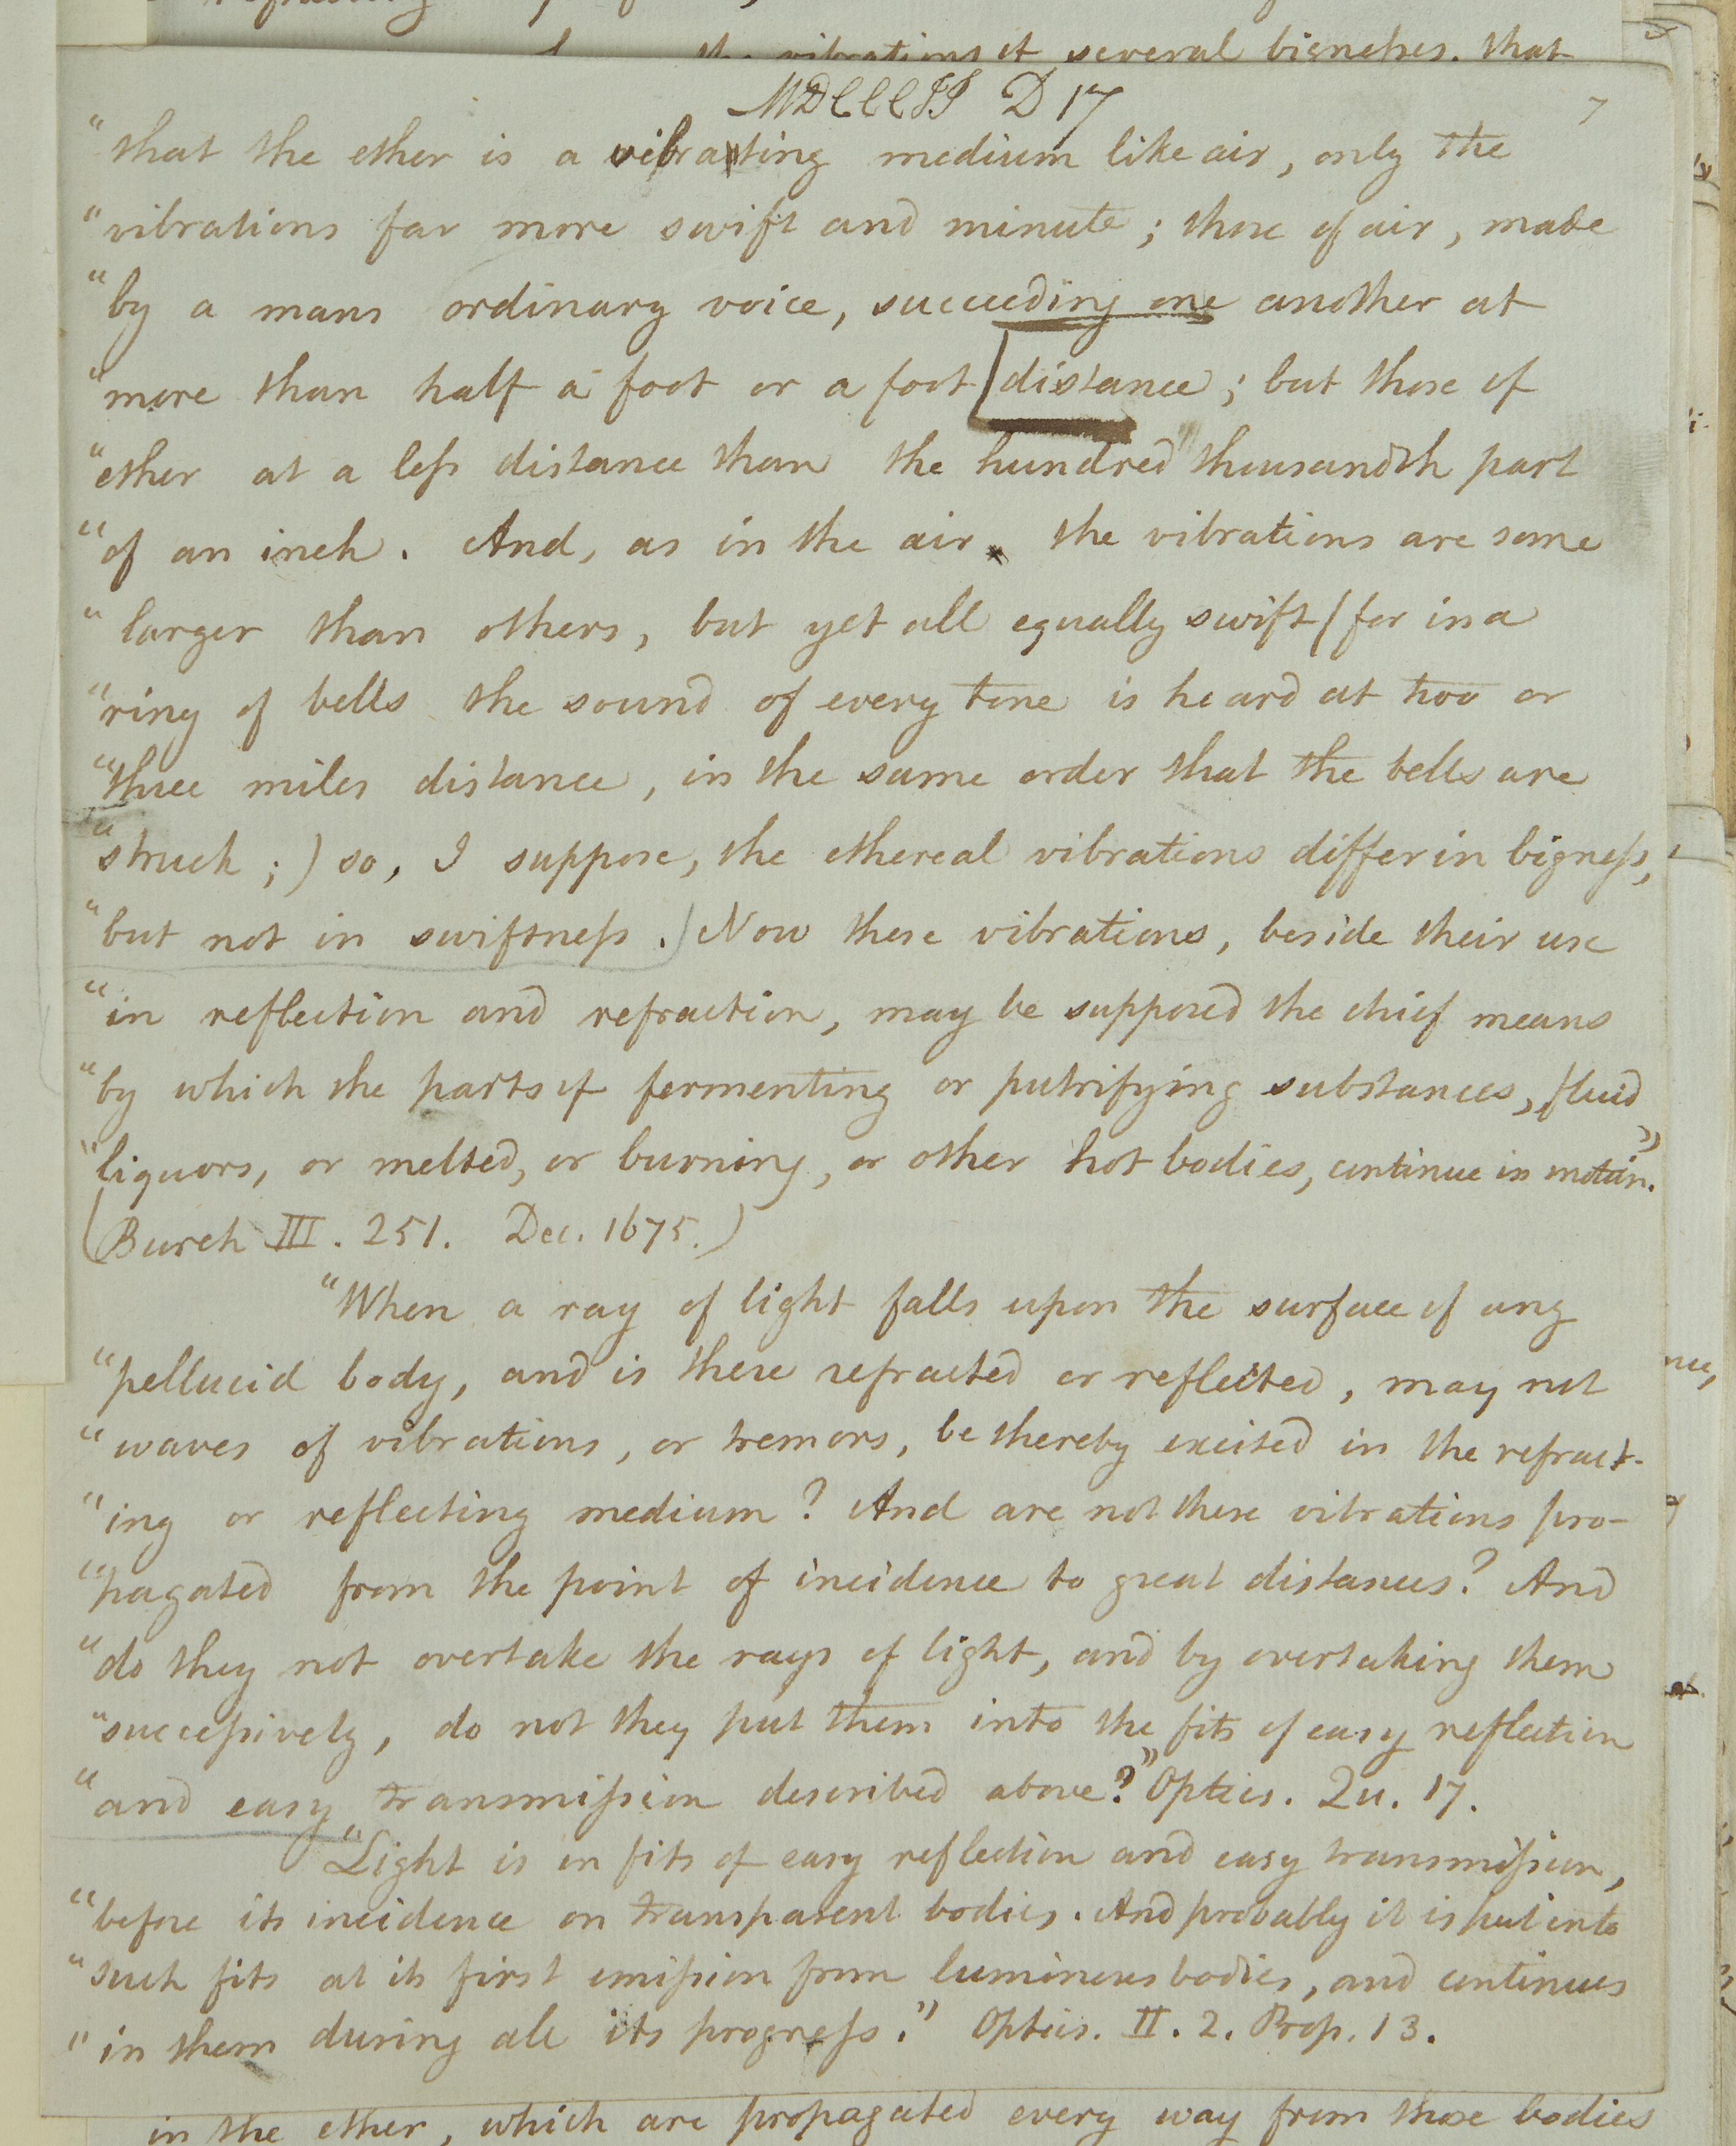 the vibrations of several bignesses. that
MDCCCII D 17
7
"that the ether is a vibrating medium like air, only the
"vibrations far more swift and minute; those of air, made
"by a mans ordinary voice, succeeding one another at
"more than half a foot or a foot [distance; but those of
"ether at a less distance than the hundred thousandth part
"of an inch. And, as in the air, the vibrations are some
"larger than others, but yet all equally swift (for in a
"ring of bells the sound of every tone is heard at two or
"three miles distance, in the same order that the bells are
"struck;) so, I suppose, the ethereal vibrations differ in bigness,
"but not in swiftness.) Now these vibrations, beside their use
"in reflection and refraction, may be supposed the chief means
"by which the parts of fermenting or putrifying substances, fluid
"liquors, or melted, or burning, or other hot bodies, continue in motion."
(Burch III. 251. Dec. 1675.)
"When a ray of light falls upon the surface of any
"pellucid body, and is there refracted or reflected, may not
"waves of vibrations, or tremors, be thereby excited in the refract-
"ing or reflecting medium? And are not these vibrations pro-
"pagated from the point of incidence to great distances? And
"do they not overtake the rays of light, and by overtaking them
"successively, do not they put them into the fits of easy reflection
"and easy transmission described above?" Optics. Qu. 17.
"Light is in fits of easy reflection and easy transmission,
"before its incidence on transparent bodies. And probably it is put into
"such fits at its first emission from luminous bodies, and continues
"in them during all its progress." Optics. II. 2. Prop. 13.
in the ether, which are propagated every way from those bodies